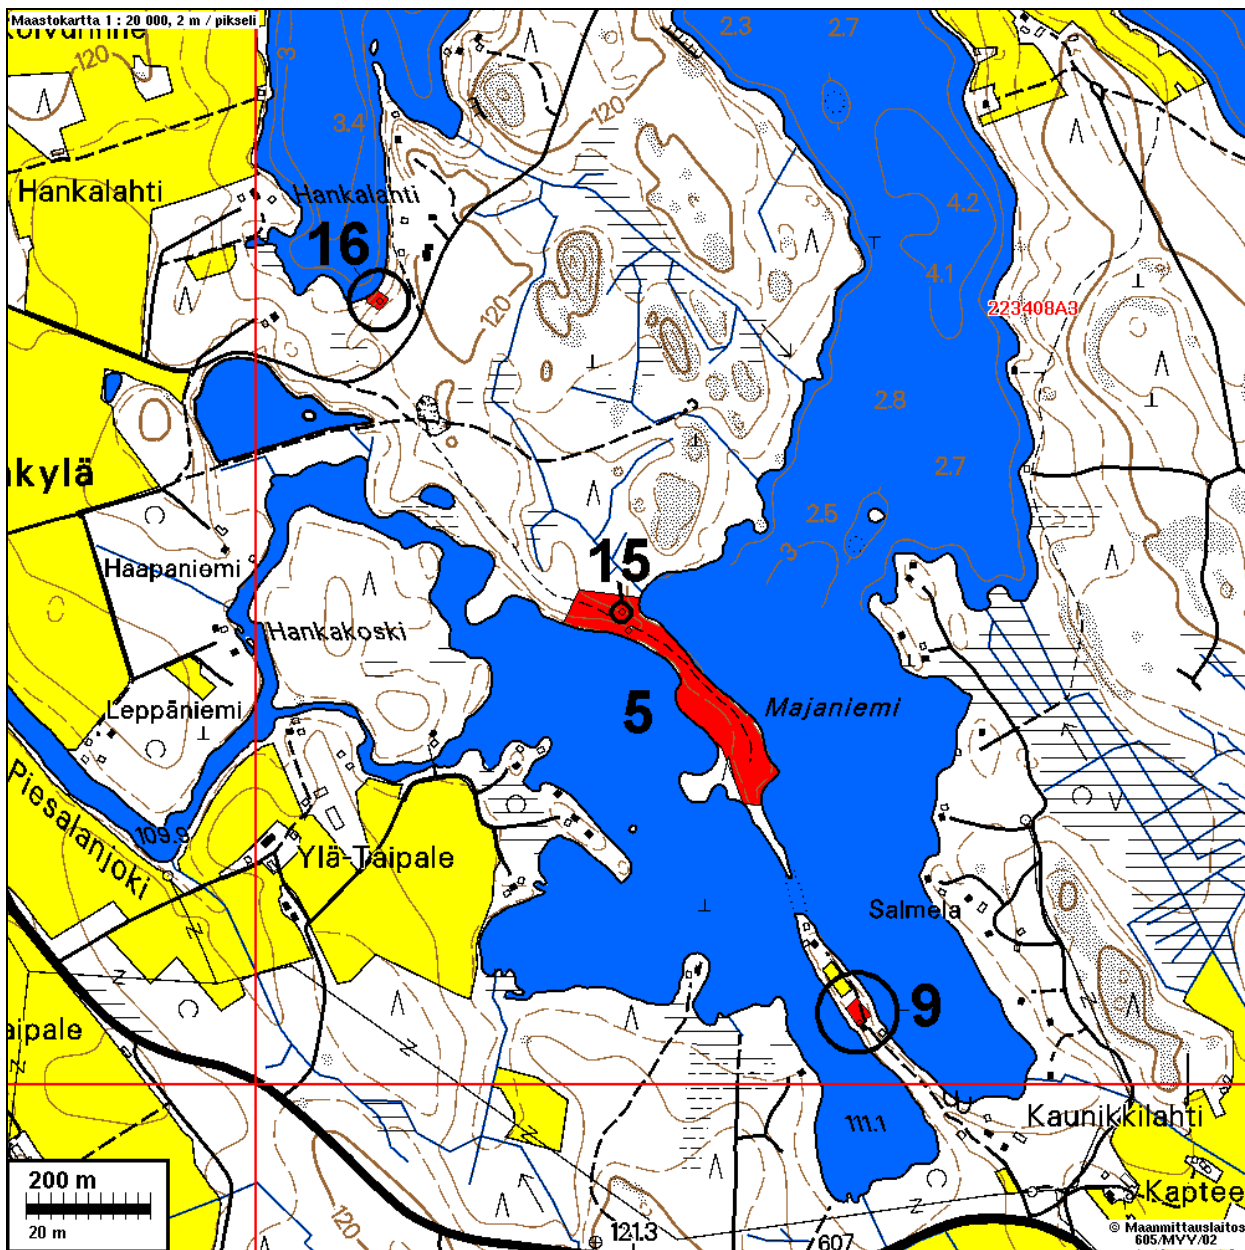 Maastokartta 1 : 20 000, 2 m / pikseli
120
3
2.3
2.7
3.4
120
Hankalahti
Hankalahti
4.2
16
4.1
120
223408A3
2.8
2.7
kylä
2.5
3
15
Haapaniemi
Hankakoski
5
Majaniemi
Leppäniemi
Piesalanjoki
109.9
Ylä-Taipale
Salmela
9
aipale
111.1
Kaunikkilahti
200 m
20 m
Kaptee
120
121.3
607
© Maanmittauslaitos
605/MYY/02